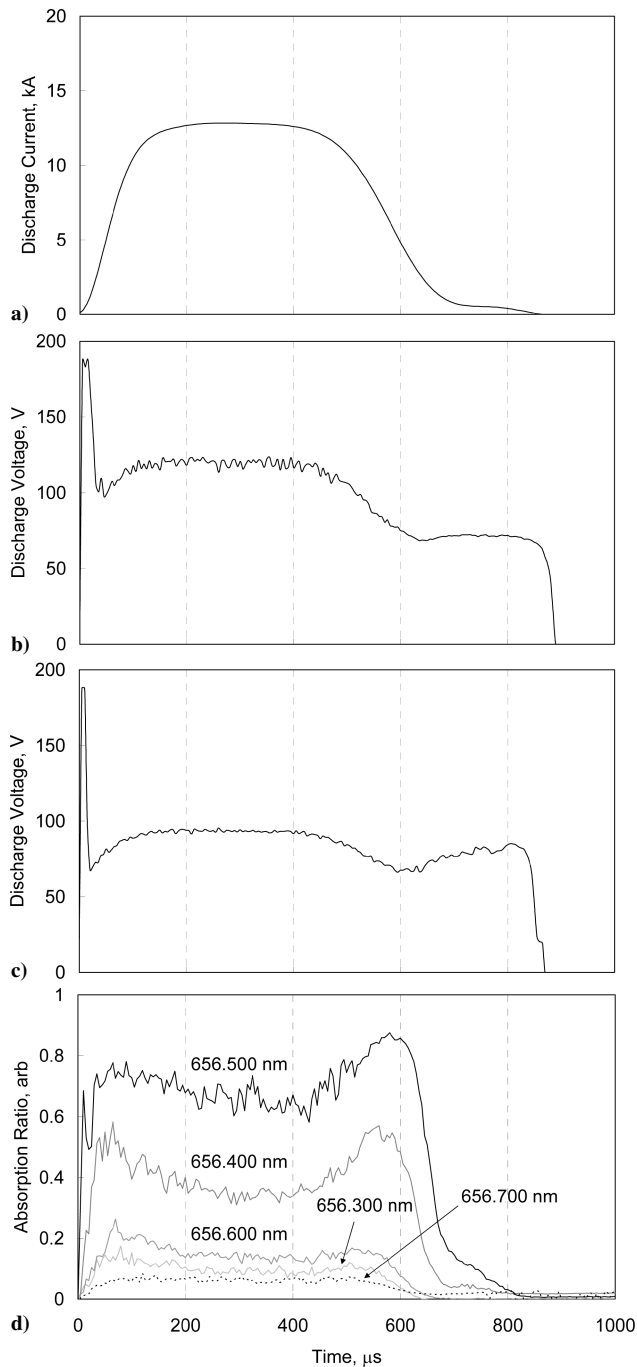 20
15
10
5
0
Discharge Current, kA
a)
200
150
100
50
0
Discharge Voltage, V
b)
200
150
100
50
0
Discharge Voltage, V
c)
1
0.8
0.6
0.4
0.2
0
Absorption Ratio, arb
656.500 nm
656.400 nm
656.300 nm
656.700 nm
656.600 nm
d)
0 200 400 600 800 1000
Time, μs